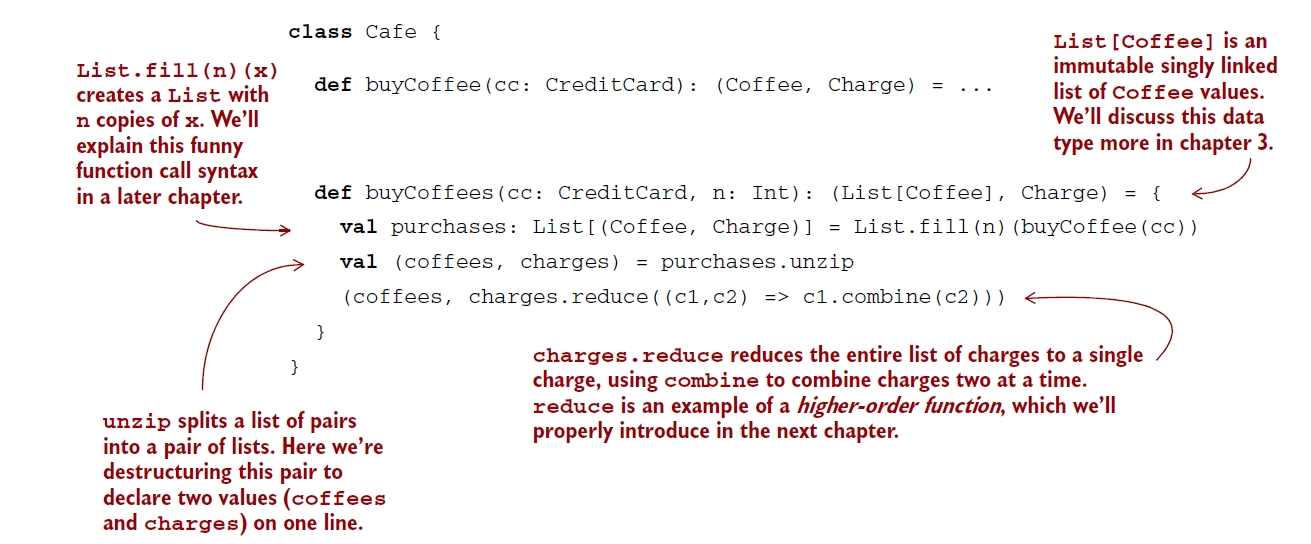 class Cafe {
List.fill(n)(x)
creates a List with
n copies of x. We’ll
explain this funny
function call syntax
in a later chapter.
def buyCoffee(cc: CreditCard): (Coffee, Charge) = ...
List[Coffee] is an
immutable singly linked
list of Coffee values.
We’ll discuss this data
type more in chapter 3.
def buyCoffees(cc: CreditCard, n: Int): (List[Coffee], Charge) = {
val purchases: List[(Coffee, Charge)] = List.fill(n)(buyCoffee(cc))
val (coffees, charges) = purchases.unzip
(coffees, charges.reduce((c1,c2) => c1.combine(c2)))
}
}
charges.reduce reduces the entire list of charges to a single
charge, using combine to combine charges two at a time.
reduce is an example of a higher-order function, which we’ll
properly introduce in the next chapter.
unzip splits a list of pairs
into a pair of lists. Here we’re
destructuring this pair to
declare two values (coffees
and charges) on one line.